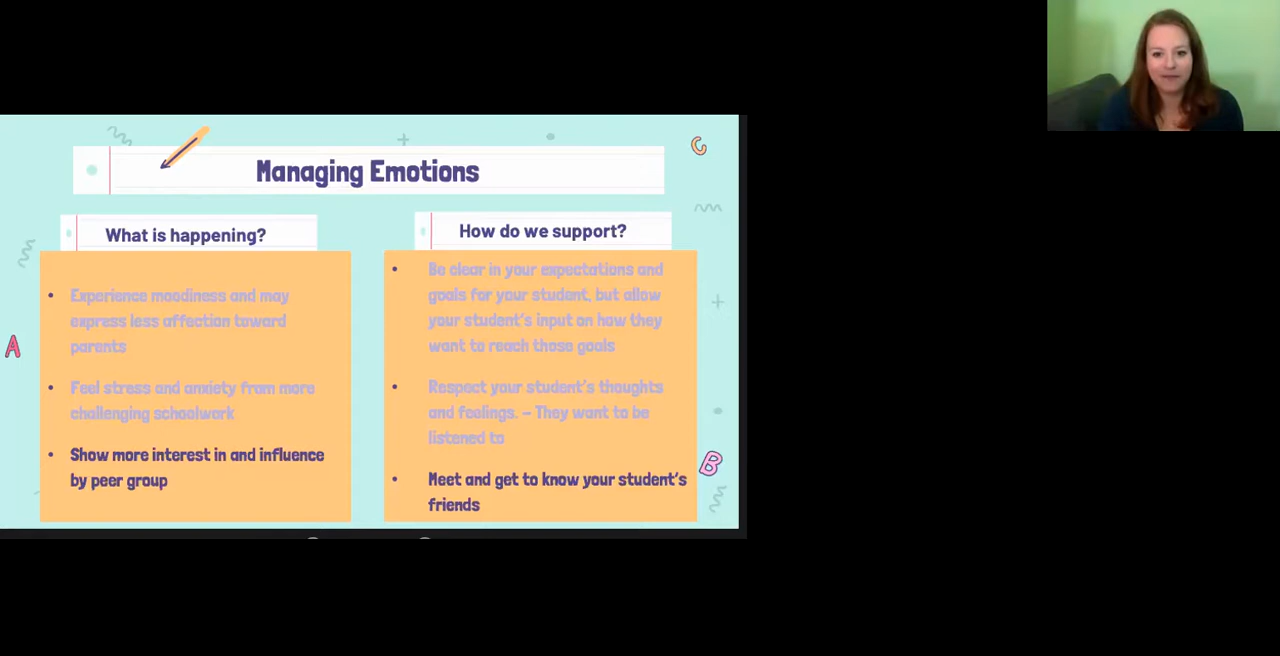 Managing Emotions
What is happening?
• Experience moodiness and may
express less affection toward
parents
• Feel stress and anxiety from more
challenging schoolwork
• Show more interest in and influence
by peer group
How do we support?
• Be clear in your expectations and
goals for your student, but allow
your student's input on how they
want to reach those goals
• Respect your student's thoughts
and feelings. – They want to be
listened to
• Meet and get to know your student's
friends
A
B
C